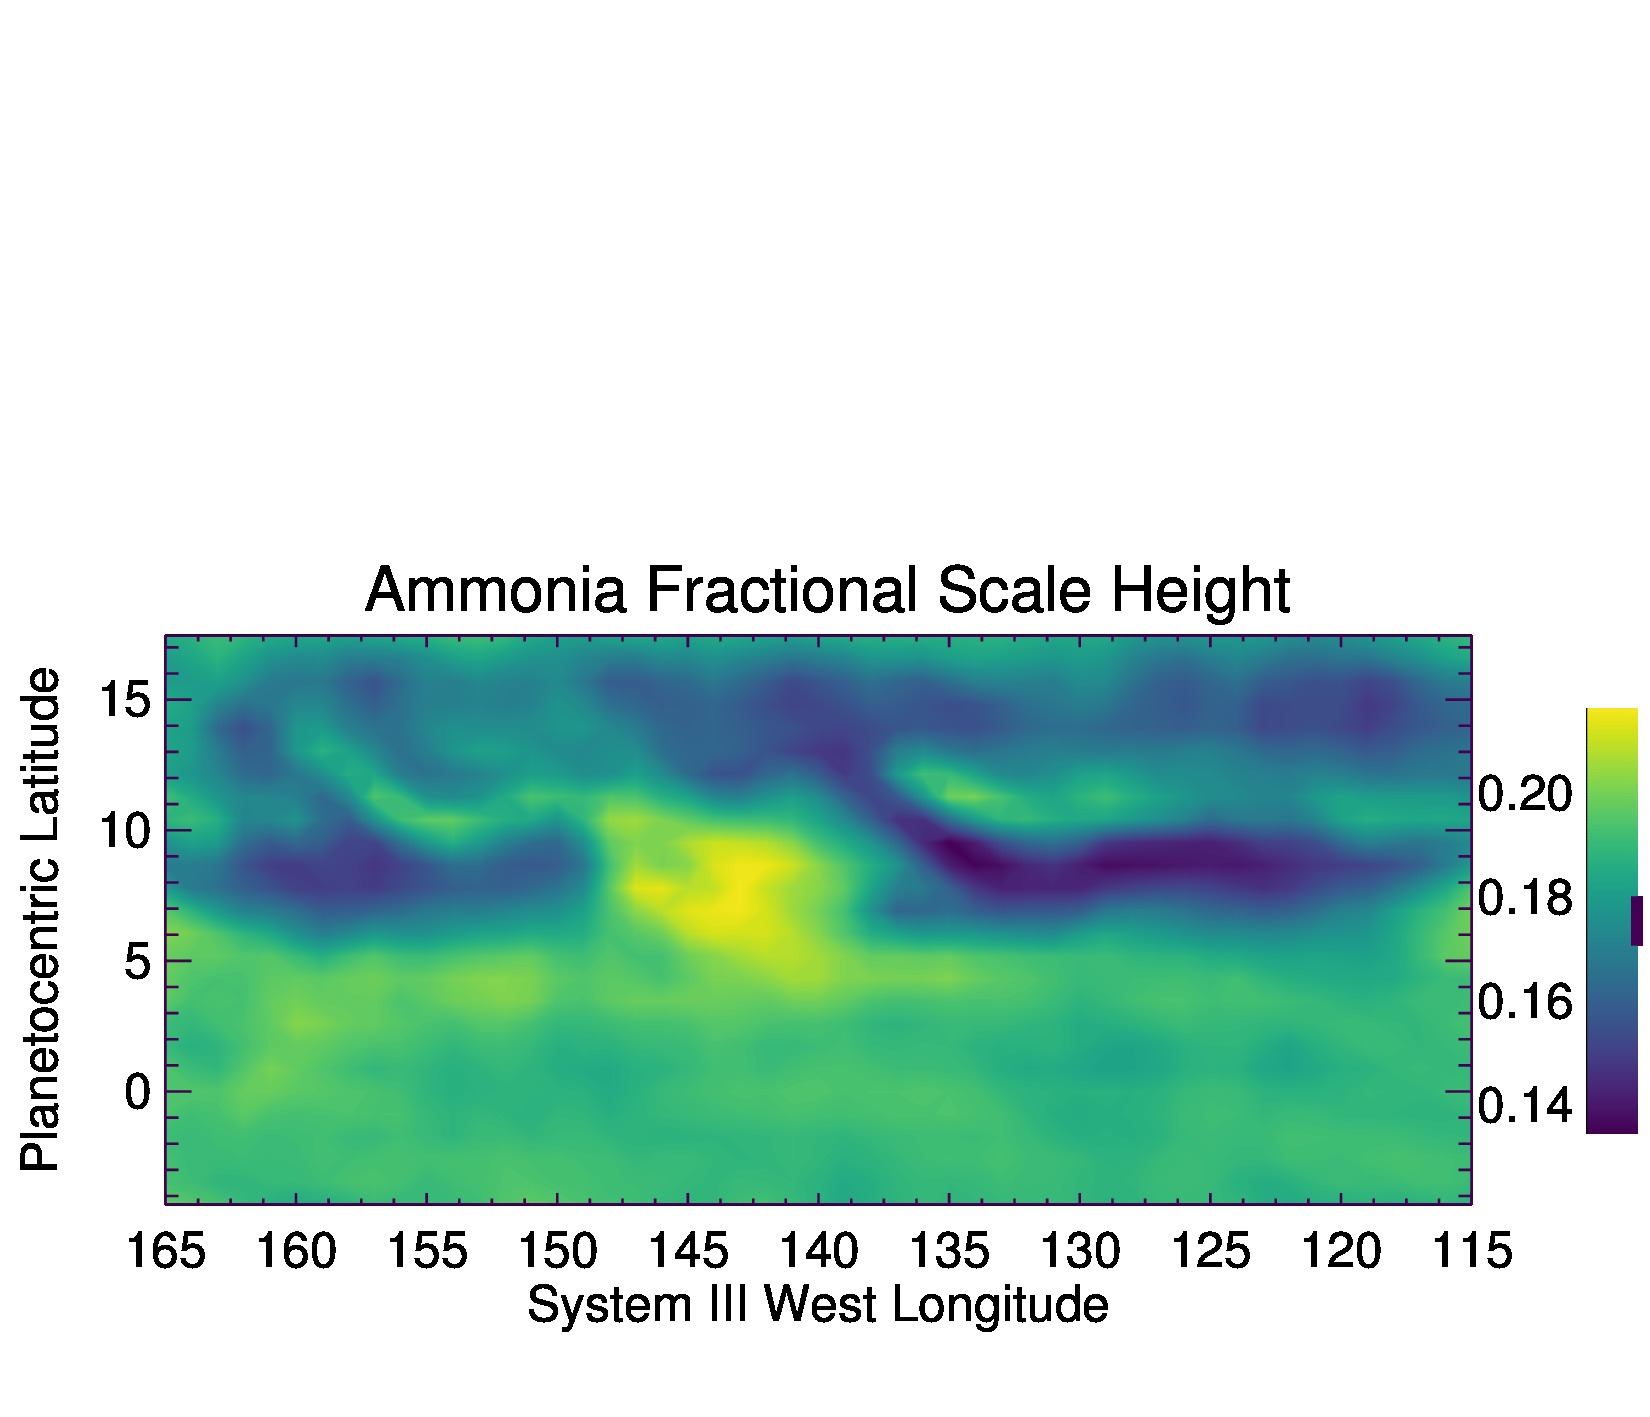 Ammonia Fractional Scale Height
Planetocentric Latitude
15
10
5
0
165 160 155 150 145 140 135 130 125 120 115
System III West Longitude
0.20
0.18
0.16
0.14